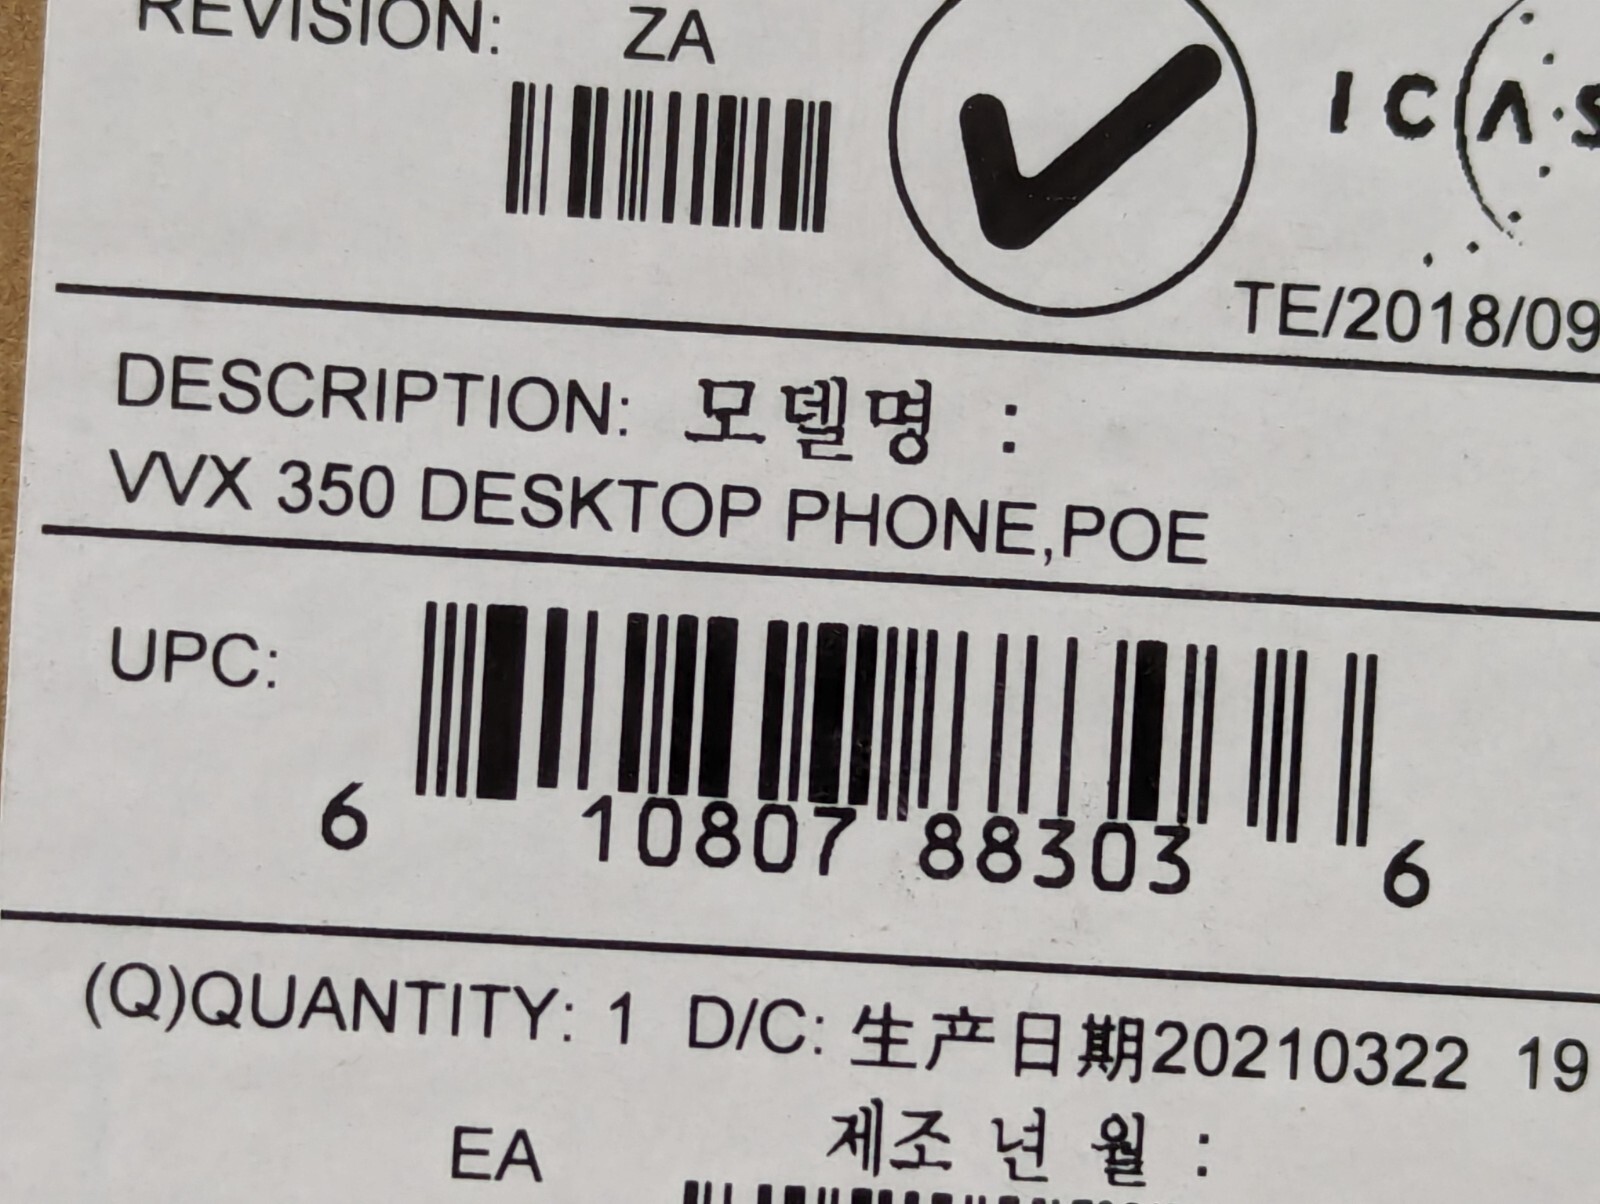 REVISION: ZA
ICAS
TE/2018/09
DESCRIPTION: 모델명 :
VVX 350 DESKTOP PHONE,POE
UPC:
6 10807 88303 6
(Q)QUANTITY: 1 D/C: 生产日期20210322 19
EA 제조년월 :